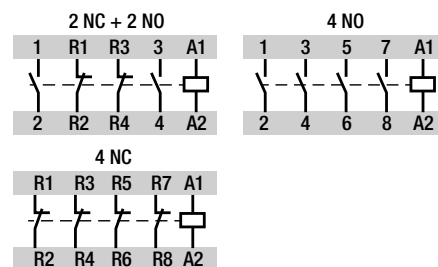 2 NC + 2 NO
1 R1 R3 3 A1
2 R2 R4 4 A2
4 NO
1 3 5 7 A1
2 4 6 8 A2
4 NC
R1 R3 R5 R7 A1
R2 R4 R6 R8 A2